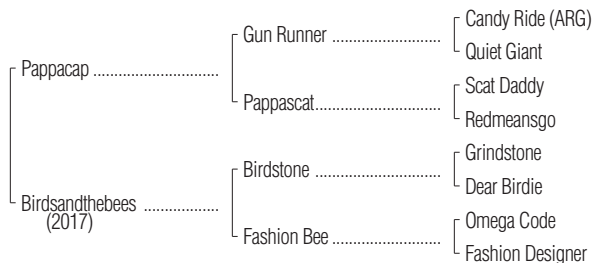 Candy Ride (ARG)
Gun Runner ..............................
Quiet Giant
Pappacap ..................................
Scat Daddy
Pappascat...................................
Redmeansgo
Grindstone
Birdstone ..................................
Dear Birdie
Birdsandthebees ....................
(2017)
Omega Code
Fashion Bee ..............................
Fashion Designer